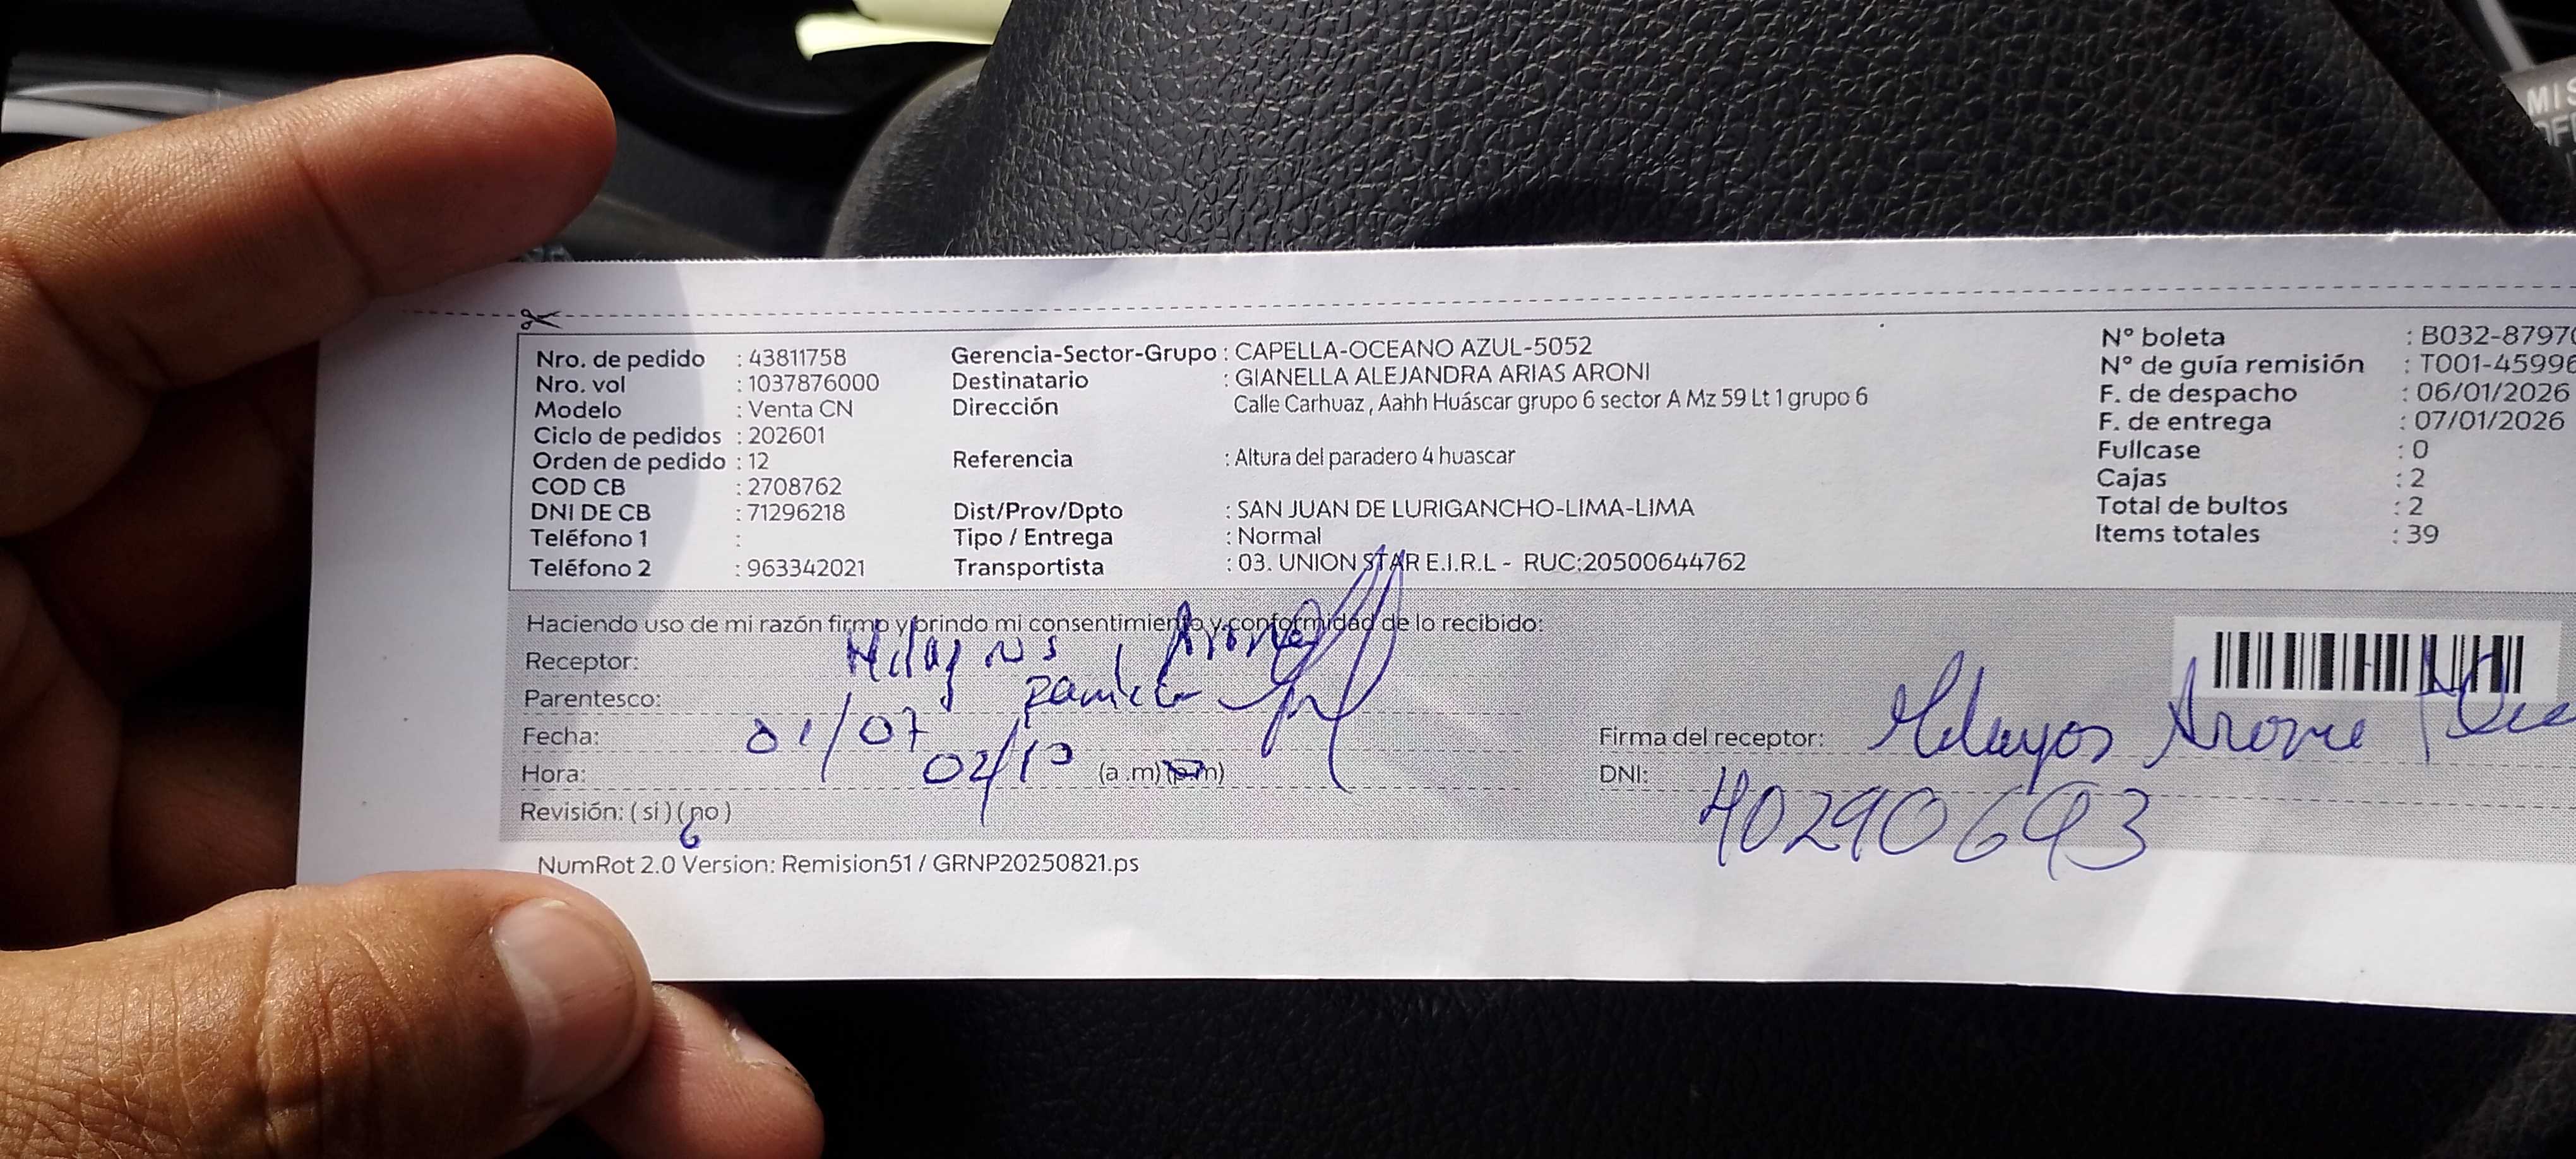 Nro. de pedido : 43811758
Nro. vol : 1037876000
Modelo : Venta CN
Ciclo de pedidos : 202601
Orden de pedido : 12
COD CB : 2708762
DNI DE CB : 71296218
Teléfono 1 :
Teléfono 2 : 963342021
Gerencia-Sector-Grupo : CAPELLA-OCEANO AZUL-5052
Destinatario : GIANELLA ALEJANDRA ARIAS ARONI
Dirección Calle Carhuaz , Aahh Huáscar grupo 6 sector A Mz 59 Lt 1 grupo 6
Referencia : Altura del paradero 4 huascar
Dist/Prov/Dpto : SAN JUAN DE LURIGANCHO-LIMA-LIMA
Tipo / Entrega : Normal
Transportista : 03. UNION STAR E.I.R.L - RUC:20500644762
N° boleta : B032-8797
N° de guía remisión : T001-45996
F. de despacho : 06/01/2026
F. de entrega : 07/01/2026
Fullcase : 0
Cajas : 2
Total de bultos : 2
Items totales : 39
Haciendo uso de mi razón firmo y brindo mi consentimiento y conformidad de lo recibido:
Receptor: Milagros
Parentesco:
Fecha: 01/07
Hora: (a .m) (p.m)
Revisión: ( si ) ( no )
Firma del receptor:
DNI: 40290693
NumRot 2.0 Version: Remision51 / GRNP20250821.ps